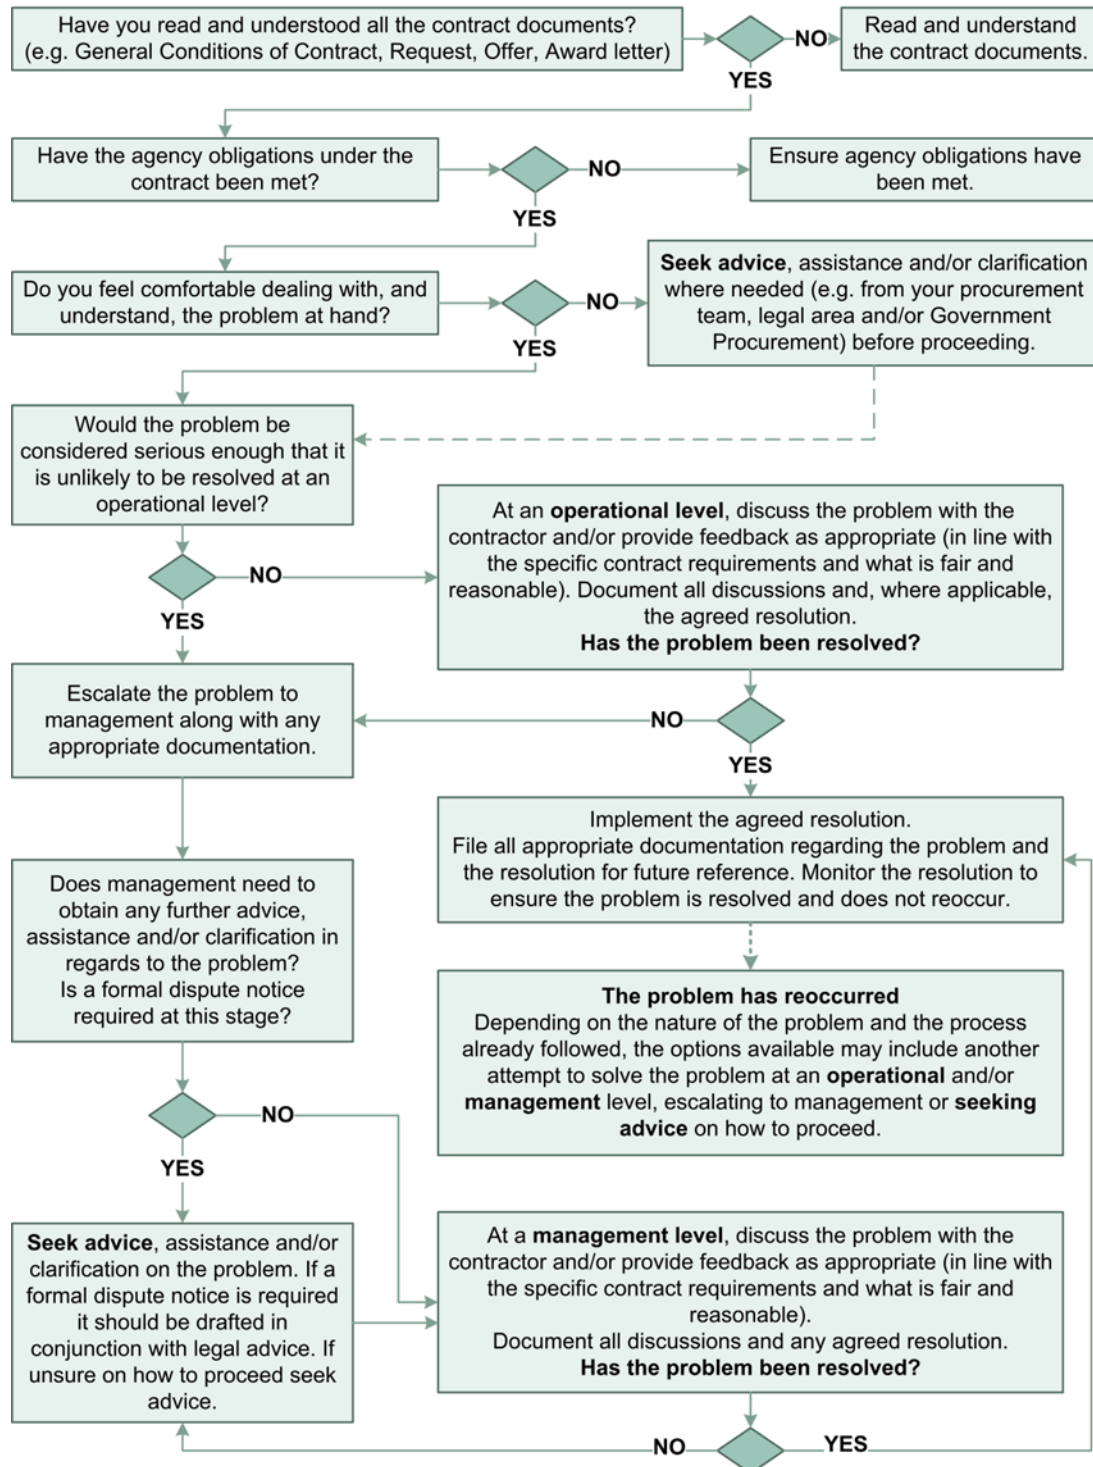 Have you read and understood all the contract documents?
(e.g. General Conditions of Contract, Request, Offer, Award letter)
NO
Read and understand
the contract documents.
YES
Have the agency obligations under the
contract been met?
NO
Ensure agency obligations have
been met.
YES
Do you feel comfortable dealing with, and
understand, the problem at hand?
NO
Seek advice, assistance and/or clarification
where needed (e.g. from your procurement
team, legal area and/or Government
Procurement) before proceeding.
YES
Would the problem be
considered serious enough that it
is unlikely to be resolved at an
operational level?
NO
At an operational level, discuss the problem with the
contractor and/or provide feedback as appropriate (in line with
the specific contract requirements and what is fair and
reasonable). Document all discussions and, where applicable,
the agreed resolution.
Has the problem been resolved?
YES
Escalate the problem to
management along with any
appropriate documentation.
NO
YES
Implement the agreed resolution.
File all appropriate documentation regarding the problem and
the resolution for future reference. Monitor the resolution to
ensure the problem is resolved and does not reoccur.
Does management need to
obtain any further advice,
assistance and/or clarification in
regards to the problem?
Is a formal dispute notice
required at this stage?
The problem has reoccurred
Depending on the nature of the problem and the process
already followed, the options available may include another
attempt to solve the problem at an operational and/or
management level, escalating to management or seeking
advice on how to proceed.
NO
YES
Seek advice, assistance and/or
clarification on the problem. If a
formal dispute notice is required
it should be drafted in
conjunction with legal advice. If
unsure on how to proceed seek
advice.
At a management level, discuss the problem with the
contractor and/or provide feedback as appropriate (in line with
the specific contract requirements and what is fair and
reasonable).
Document all discussions and any agreed resolution.
Has the problem been resolved?
NO
YES